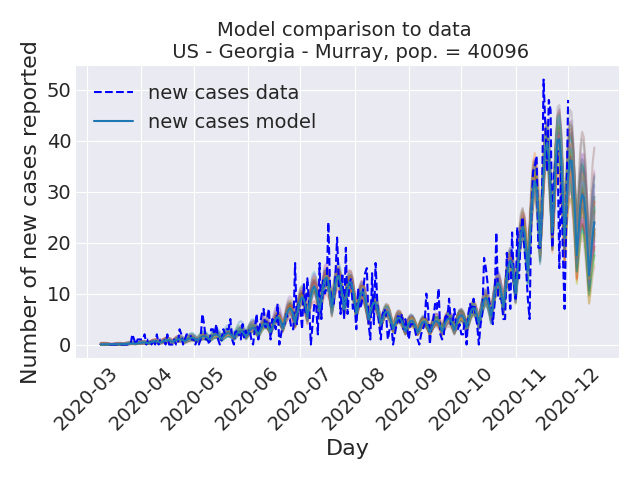 Model comparison to data
US - Georgia - Murray, pop. = 40096
new cases data
new cases model
Number of new cases reported
50
40
30
20
10
0
2020-03
2020-04
2020-05
2020-06
2020-07
2020-08
2020-09
2020-10
2020-11
2020-12
Day